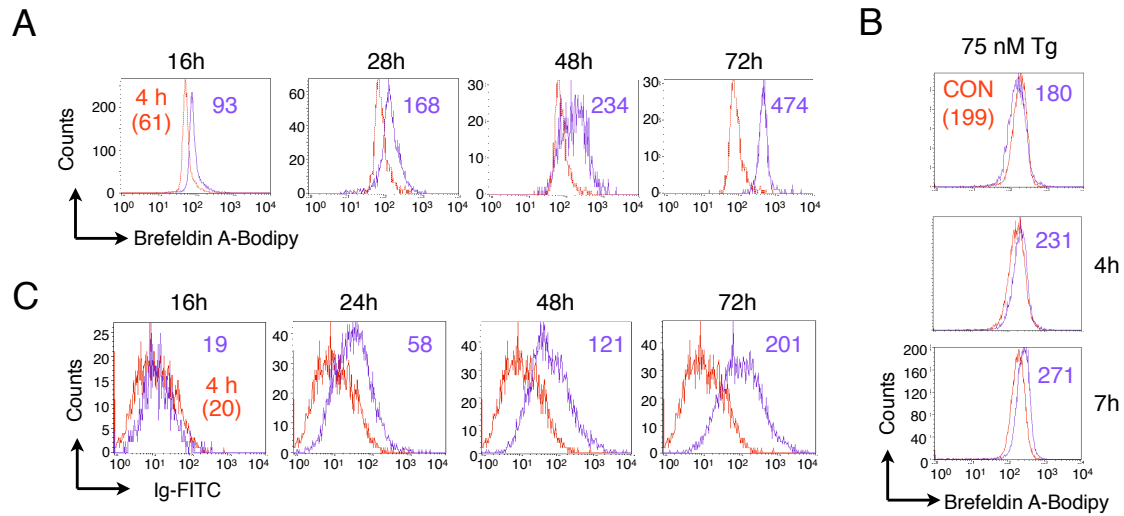 A
16h 28h 48h 72h
Counts
200
100
0
4 h
(61)
93
10⁰ 10¹ 10² 10³ 10⁴
60
40
20
0
168
10⁰ 10¹ 10² 10³ 10⁴
30
20
10
0
234
10⁰ 10¹ 10² 10³ 10⁴
30
20
10
0
474
10⁰ 10¹ 10² 10³ 10⁴
Brefeldin A-Bodipy
B
75 nM Tg
CON
(199)
180
231
4h
Counts
200
160
120
80
40
0
271
7h
10⁰ 10¹ 10² 10³ 10⁴
Brefeldin A-Bodipy
C
16h 24h 48h 72h
Counts
25
20
15
10
5
0
19
4 h
(20)
10⁰ 10¹ 10² 10³ 10⁴
40
30
20
10
0
58
10⁰ 10¹ 10² 10³ 10⁴
40
30
20
10
0
121
10⁰ 10¹ 10² 10³ 10⁴
50
40
30
20
10
0
201
10⁰ 10¹ 10² 10³ 10⁴
Ig-FITC